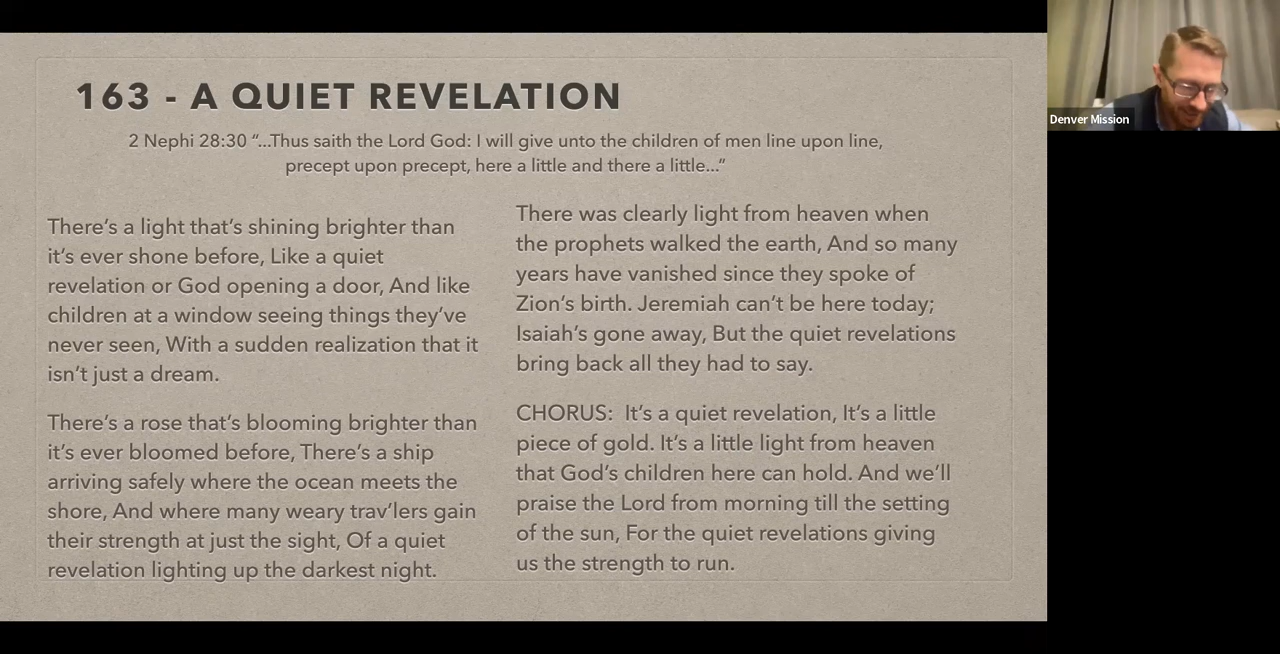 163 - A QUIET REVELATION
2 Nephi 28:30 “...Thus saith the Lord God: I will give unto the children of men line upon line,
precept upon precept, here a little and there a little...”
There’s a light that’s shining brighter than
it’s ever shone before, Like a quiet
revelation or God opening a door, And like
children at a window seeing things they’ve
never seen, With a sudden realization that it
isn’t just a dream.
There’s a rose that’s blooming brighter than
it’s ever bloomed before, There’s a ship
arriving safely where the ocean meets the
shore, And where many weary trav’lers gain
their strength at just the sight, Of a quiet
revelation lighting up the darkest night.
There was clearly light from heaven when
the prophets walked the earth, And so many
years have vanished since they spoke of
Zion’s birth. Jeremiah can’t be here today;
Isaiah’s gone away, But the quiet revelations
bring back all they had to say.
CHORUS:  It’s a quiet revelation, It’s a little
piece of gold. It’s a little light from heaven
that God’s children here can hold. And we’ll
praise the Lord from morning till the setting
of the sun, For the quiet revelations giving
us the strength to run.
Denver Mission